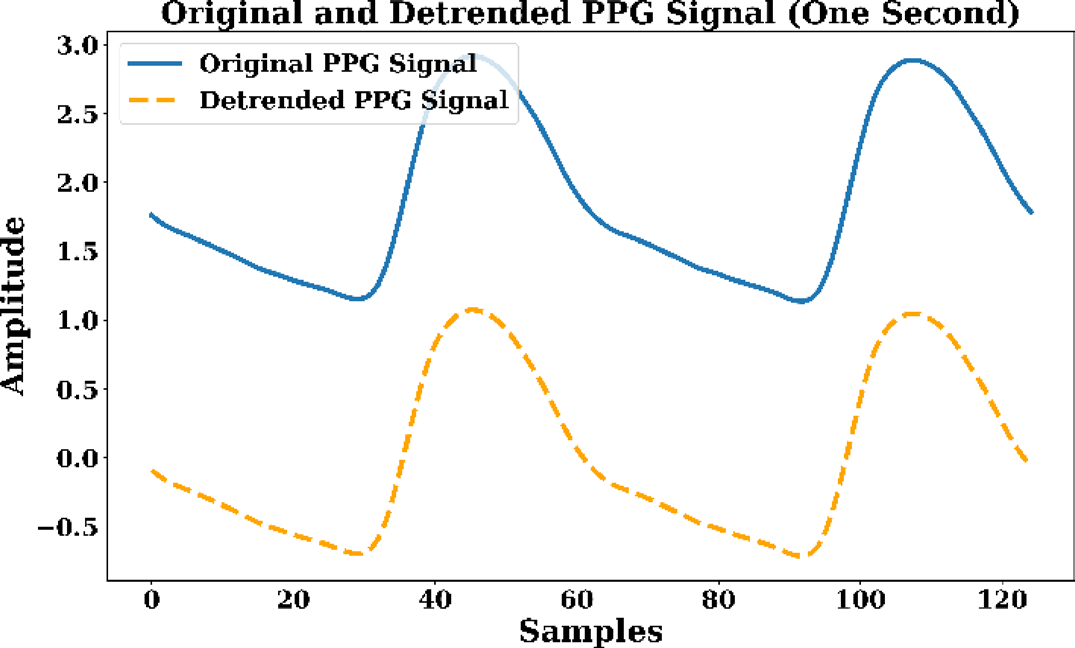 Original and Detrended PPG Signal (One Second)
Original PPG Signal
Detrended PPG Signal
3.0
2.5
2.0
1.5
1.0
0.5
0.0
−0.5
Amplitude
0 20 40 60 80 100 120
Samples